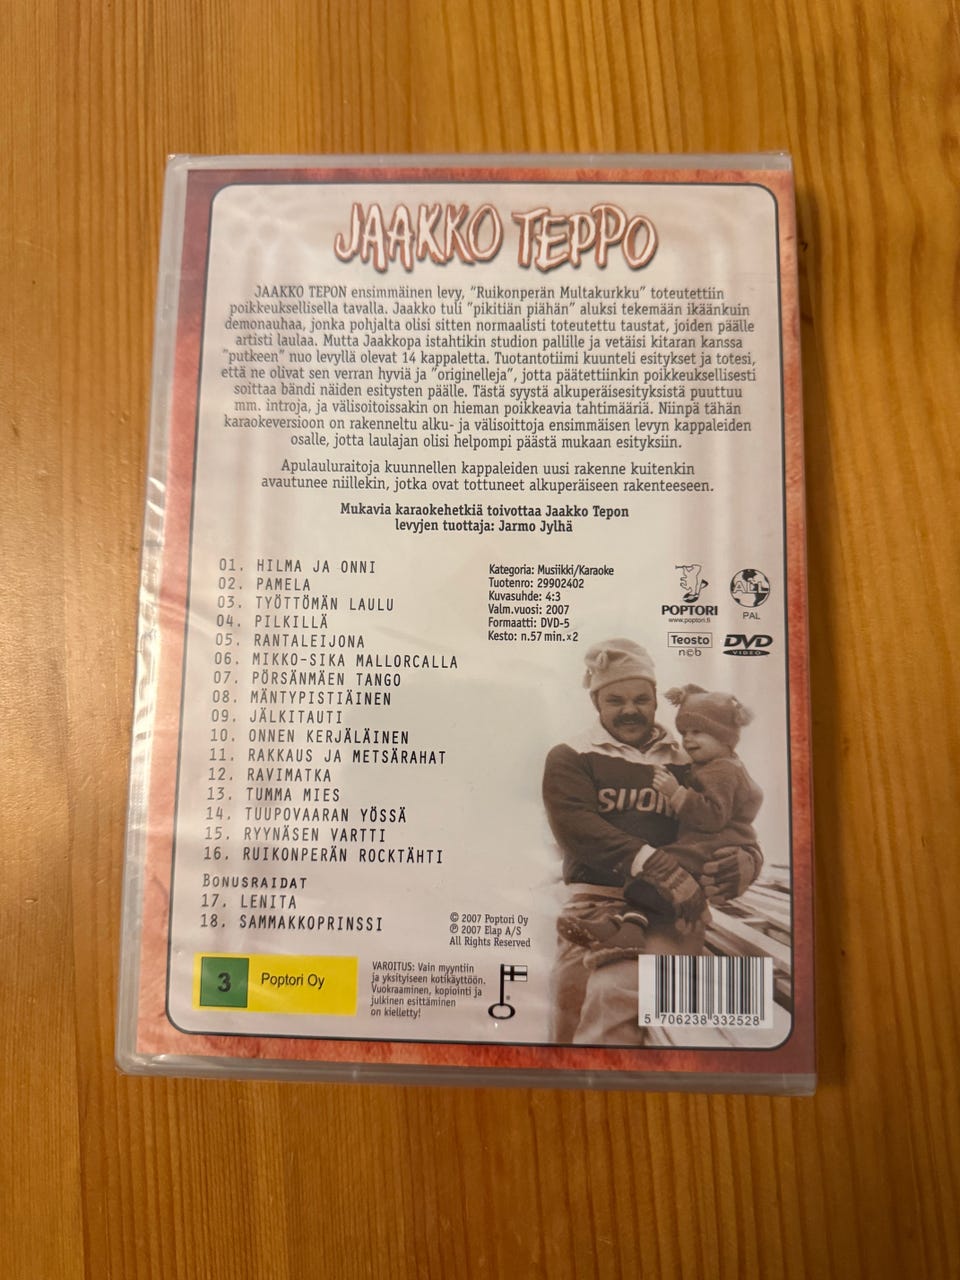 JAAKKO TEPPO
JAAKKO TEPON ensimmäinen levy, "Ruikonperän Multakurkku" toteutettiin
poikkeuksellisella tavalla. Jaakko tuli "pikitiän piähän" aluksi tekemään ikäänkuin
demonauhaa, jonka pohjalta olisi sitten normaalisti toteutettu taustat, joiden päälle
artisti laulaa. Mutta Jaakkopa istahtikin studion pallille ja vetäisi kitaran kanssa
"putkeen" nuo levyllä olevat 14 kappaletta. Tuotantotiimi kuunteli esitykset ja totesi,
että ne olivat sen verran hyviä ja "originelleja", jotta päätettiinkin poikkeuksellisesti
soittaa bändi näiden esitysten päälle. Tästä syystä alkuperäisesityksistä puuttuu
mm. introja, ja välisoitoissakin on hieman poikkeavia tahtimääriä. Niinpä tähän
karaokeversioon on rakenneltu alku- ja välisoittoja ensimmäisen levyn kappaleiden
osalle, jotta laulajan olisi helpompi päästä mukaan esityksiin.
Apulauluraitoja kuunnellen kappaleiden uusi rakenne kuitenkin
avautunee niillekin, jotka ovat tottuneet alkuperäiseen rakenteeseen.
Mukavia karaokehetkiä toivottaa Jaakko Tepon
levyjen tuottaja: Jarmo Jylhä
01. HILMA JA ONNI
02. PAMELA
03. TYÖTTÖMÄN LAULU
04. PILKILLÄ
05. RANTALEIJONA
06. MIKKO-SIKA MALLORCALLA
07. PÖRSÄNMÄEN TANGO
08. MÄNTYPISTIÄINEN
09. JÄLKITAUTI
10. ONNEN KERJÄLÄINEN
11. RAKKAUS JA METSÄRAHAT
12. RAVIMATKA
13. TUMMA MIES
14. TUUPOVAARAN YÖSSÄ
15. RYYNÄSEN VARTTI
16. RUIKONPERÄN ROCKTÄHTI
BONUSRAIDAT
17. LENITA
18. SAMMAKKOPRINSSI
Kategoria: Musiikki/Karaoke
Tuotenro: 29902402
Kuvasuhde: 4:3
Valm.vuosi: 2007
Formaatti: DVD-5
Kesto: n.57 min.x2
POPTORI
www.poptori.fi
ALL
PAL
Teosto
ncb
DVD
VIDEO
SUOM
© 2007 Poptori Oy
℗ 2007 Elap A/S
All Rights Reserved
3 Poptori Oy
VAROITUS: Vain myyntiin
ja yksityiseen kotikäyttöön.
Vuokraaminen, kopiointi ja
julkinen esittäminen
on kielletty!
5 706238 332528